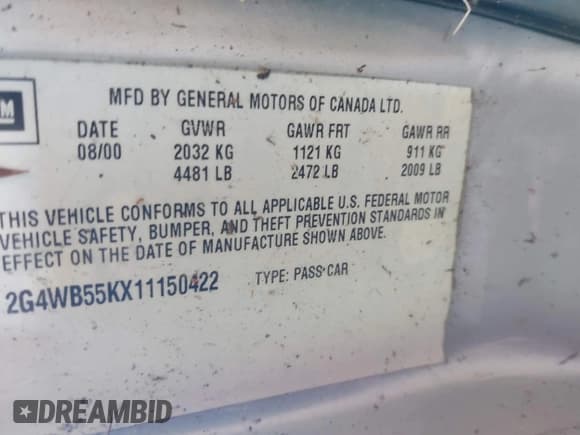 M
MFD BY GENERAL MOTORS OF CANADA LTD.
DATE GVWR GAWR FRT GAWR RR
08/00 2032 KG 1121 KG 911 KG
4481 LB 2472 LB 2009 LB
THIS VEHICLE CONFORMS TO ALL APPLICABLE U.S. FEDERAL MOTOR
VEHICLE SAFETY, BUMPER, AND THEFT PREVENTION STANDARDS IN
EFFECT ON THE DATE OF MANUFACTURE SHOWN ABOVE.
2G4WB55KX11150422 TYPE: PASS CAR
DREAMBID